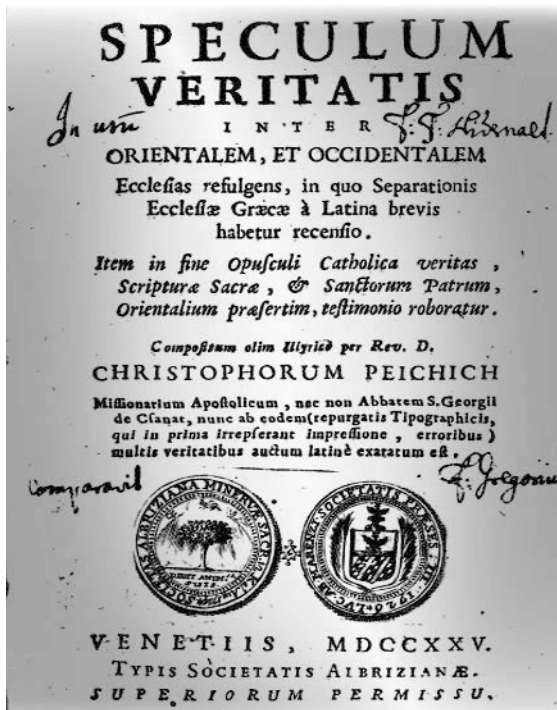 SPECULUM
VERITATIS
In usu
INTER
ORIENTALEM, ET OCCIDENTALEM
Eccleſias refulgens, in quo Separationis
Eccleſiæ Græcæ à Latina brevis
habetur recenſio.
Item in fine Opuſculi Catholica veritas,
Scripturæ Sacræ, & Sanctorum Patrum,
Orientalium præſertim, teſtimonio roboratur.
Compoſitum olim Illyricè per Rev. D.
CHRISTOPHORUM PEICHICH
Miſſionarium Apoſtolicum, nec non Abbatem S. Georgii
de Cſanat, nunc ab eodem (repurgatis Tipographicis,
qui in prima irrepſerant impreſſione, erroribus)
multis veritatibus auctum latinè exaratum eſt.
Comparavit
VENETIIS, MDCCXXV.
TYPIS SOCIETATIS ALBRIZIANÆ.
SUPERIORUM PERMISSU.